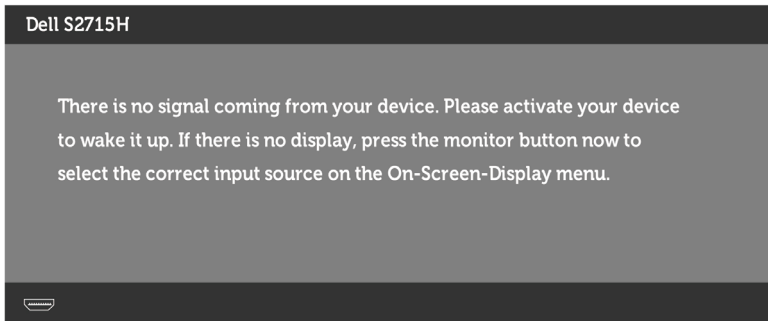 Dell S2715H
There is no signal coming from your device. Please activate your device
to wake it up. If there is no display, press the monitor button now to
select the correct input source on the On-Screen-Display menu.